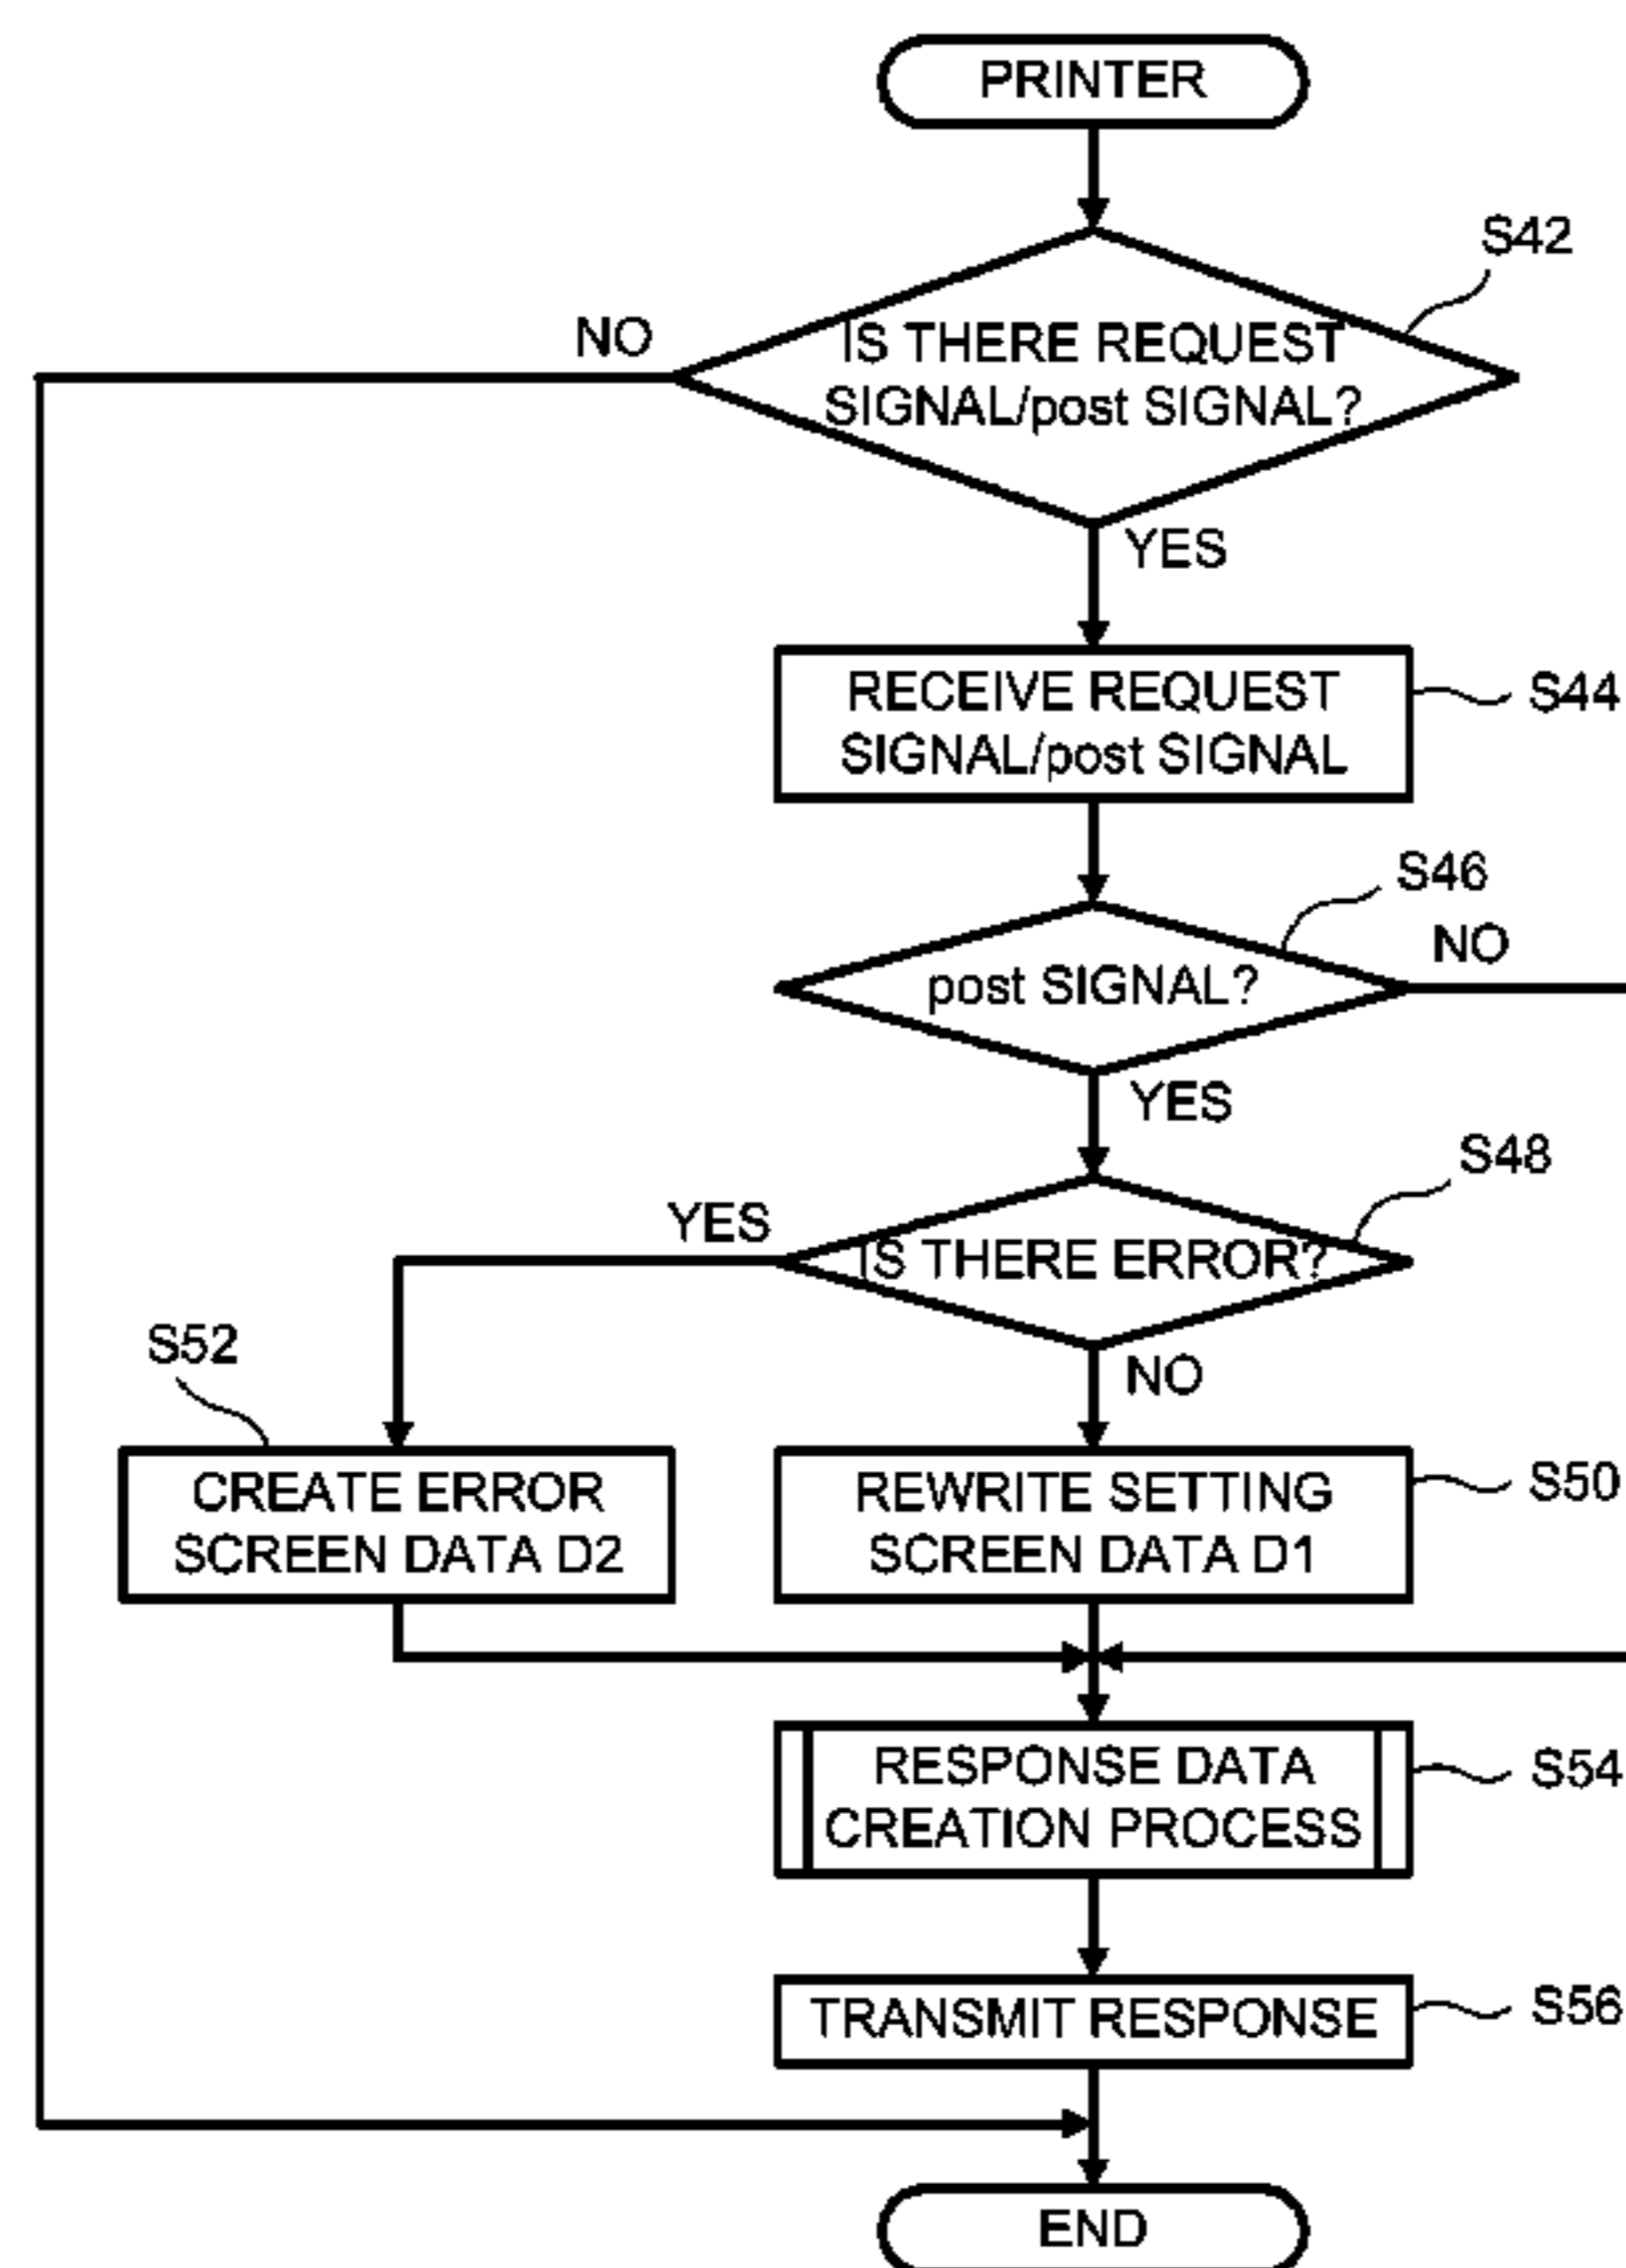 PRINTER
S42
NO
IS THERE REQUEST
SIGNAL/post SIGNAL?
YES
RECEIVE REQUEST
SIGNAL/post SIGNAL
S44
S46
NO
post SIGNAL?
YES
S48
YES
IS THERE ERROR?
NO
S52
CREATE ERROR
SCREEN DATA D2
REWRITE SETTING
SCREEN DATA D1
S50
RESPONSE DATA
CREATION PROCESS
S54
TRANSMIT RESPONSE
S56
END